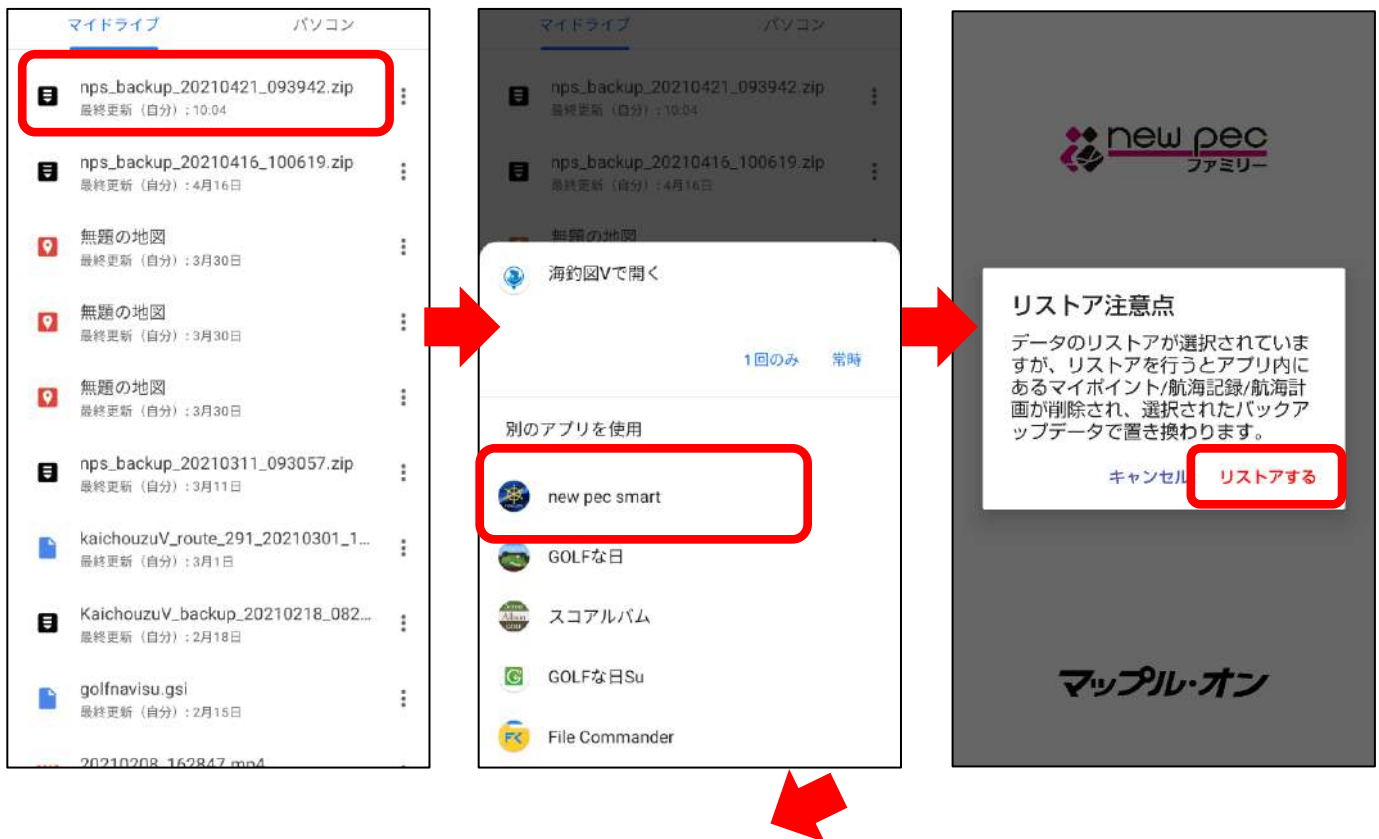 マイドライブ パソコン
nps_backup_20210421_093942.zip
最終更新（自分）: 10:04
nps_backup_20210416_100619.zip
最終更新（自分）: 4月16日
無題の地図
最終更新（自分）: 3月30日
無題の地図
最終更新（自分）: 3月30日
無題の地図
最終更新（自分）: 3月30日
nps_backup_20210311_093057.zip
最終更新（自分）: 3月11日
kaichouzuV_route_291_20210301_1...
最終更新（自分）: 3月1日
KaichouzuV_backup_20210218_082...
最終更新（自分）: 2月18日
golfnavisu.gsi
最終更新（自分）: 2月15日
20210208_162847.mp4
マイドライブ パソコン
nps_backup_20210421_093942.zip
最終更新（自分）: 10:04
nps_backup_20210416_100619.zip
最終更新（自分）: 4月16日
無題の地図
海釣図Vで開く
1回のみ 常時
別のアプリを使用
new pec smart
GOLFな日
スコアルバム
GOLFな日Su
File Commander
new pec
ファミリー
リストア注意点
データのリストアが選択されていま
すが、リストアを行うとアプリ内に
あるマイポイント/航海記録/航海計
画が削除され、選択されたバックア
ップデータで置き換わります。
キャンセル リストアする
マップル・オン